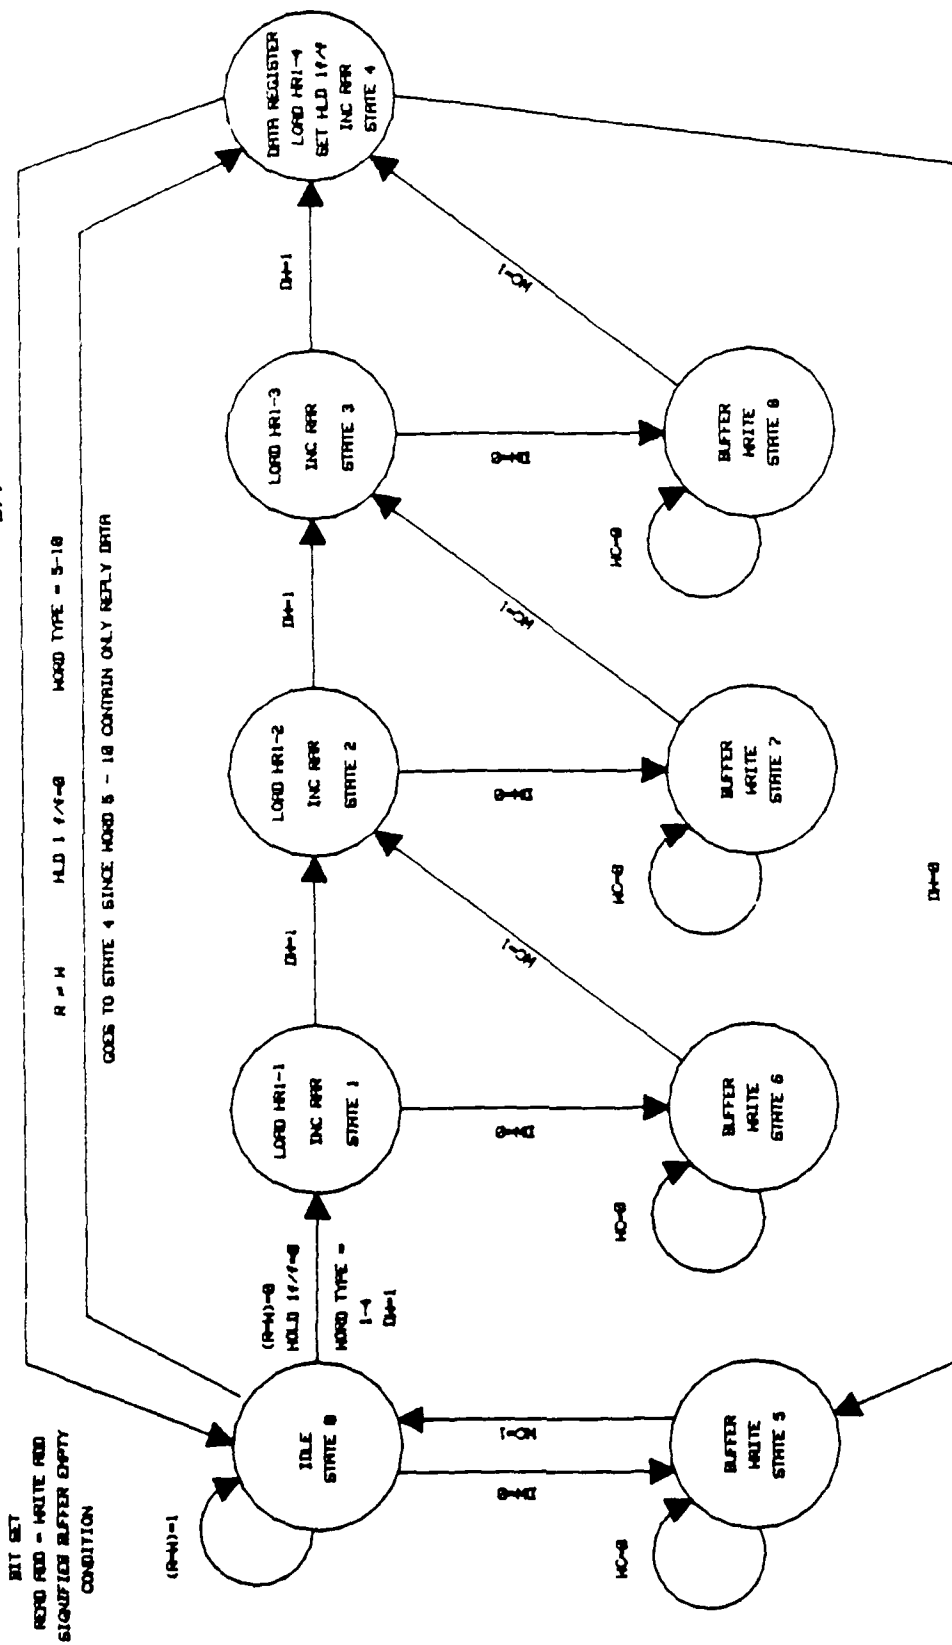 BIT SET
READ ADD = WRITE ADD
SIGNIFIES BUFFER EMPTY
CONDITION
R ≠ W HLD 1 f/f=0 WORD TYPE = 5-10
GOES TO STATE 4 SINCE WORD 5 - 10 CONTAIN ONLY REPLY DATA
(R=W)=1
IDLE
STATE 0
(R=W)=0
HOLD 1f/f=0
WORD TYPE =
1-4
DW=1
LOAD HR1-1
INC RAR
STATE 1
DW=1
LOAD HR1-2
INC RAR
STATE 2
DW=1
LOAD HR1-3
INC RAR
STATE 3
DW=1
DATA REGISTER
LOAD HR1-4
SET HLD 1f/f
INC RAR
STATE 4
DW=0
WC=1
DW=0
WC=1
DW=0
WC=1
DW=0
WC=1
WC=0
BUFFER
WRITE
STATE 5
WC=0
BUFFER
WRITE
STATE 6
WC=0
BUFFER
WRITE
STATE 7
WC=0
BUFFER
WRITE
STATE 8
DW=0